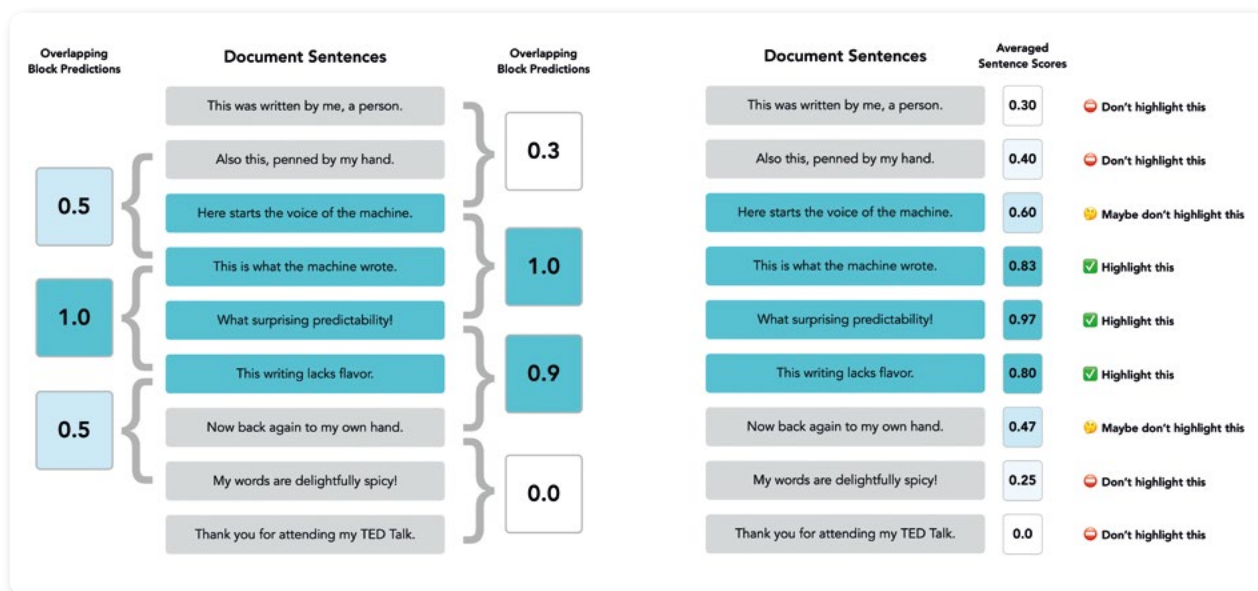 Overlapping
Block Predictions
Document Sentences
Overlapping
Block Predictions
This was written by me, a person.
Also this, penned by my hand.
Here starts the voice of the machine.
This is what the machine wrote.
What surprising predictability!
This writing lacks flavor.
Now back again to my own hand.
My words are delightfully spicy!
Thank you for attending my TED Talk.
0.5
1.0
0.5
0.3
1.0
0.9
0.0
Document Sentences
Averaged
Sentence Scores
This was written by me, a person. 0.30 Don't highlight this
Also this, penned by my hand. 0.40 Don't highlight this
Here starts the voice of the machine. 0.60 Maybe don't highlight this
This is what the machine wrote. 0.83 Highlight this
What surprising predictability! 0.97 Highlight this
This writing lacks flavor. 0.80 Highlight this
Now back again to my own hand. 0.47 Maybe don't highlight this
My words are delightfully spicy! 0.25 Don't highlight this
Thank you for attending my TED Talk. 0.0 Don't highlight this